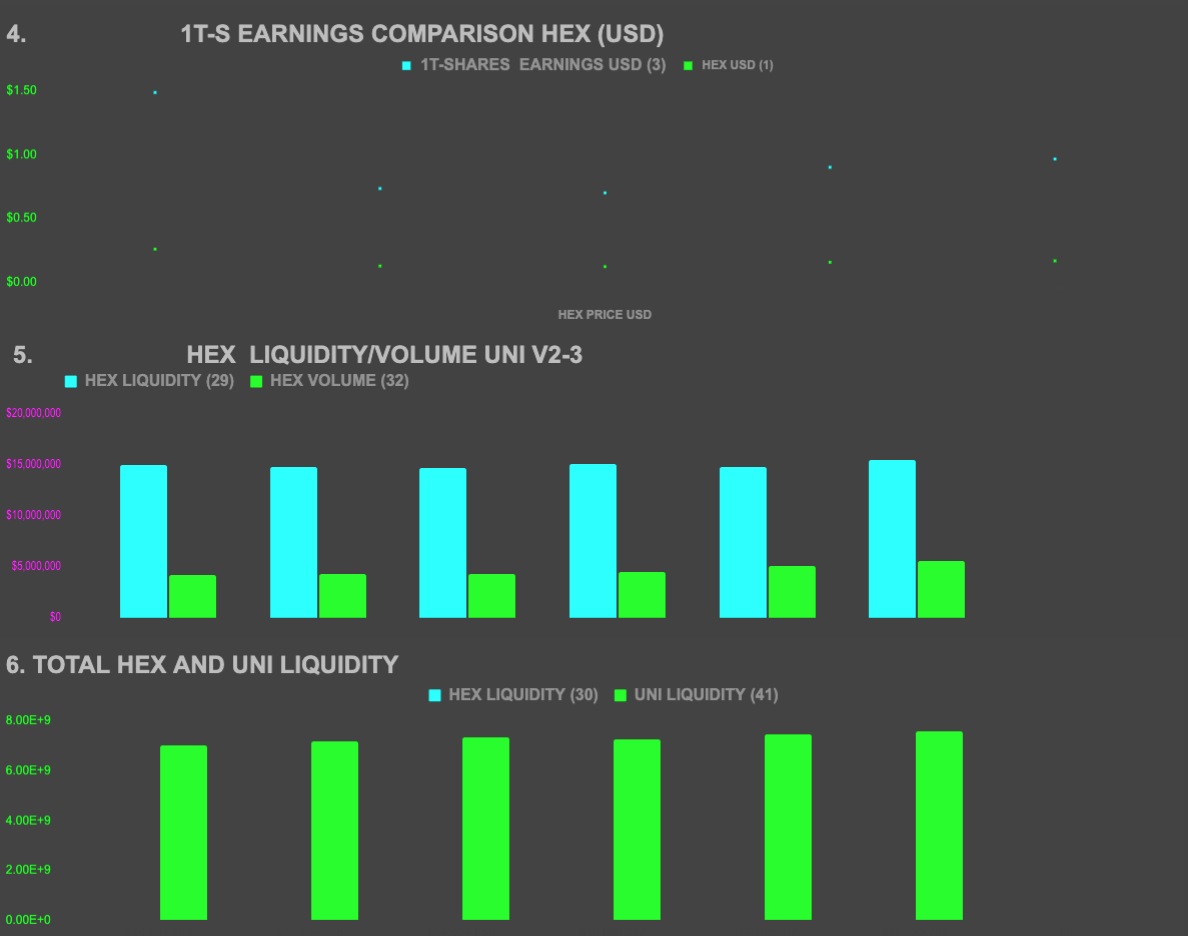 4. 1T-S EARNINGS COMPARISON HEX (USD)
1T-SHARES  EARNINGS USD (3) HEX USD (1)
$1.50
$1.00
$0.50
$0.00
HEX PRICE USD
5. HEX  LIQUIDITY/VOLUME UNI V2-3
HEX LIQUIDITY (29) HEX VOLUME (32)
$20,000,000
$15,000,000
$10,000,000
$5,000,000
$0
6. TOTAL HEX AND UNI LIQUIDITY
HEX LIQUIDITY (30) UNI LIQUIDITY (41)
8.00E+9
6.00E+9
4.00E+9
2.00E+9
0.00E+0